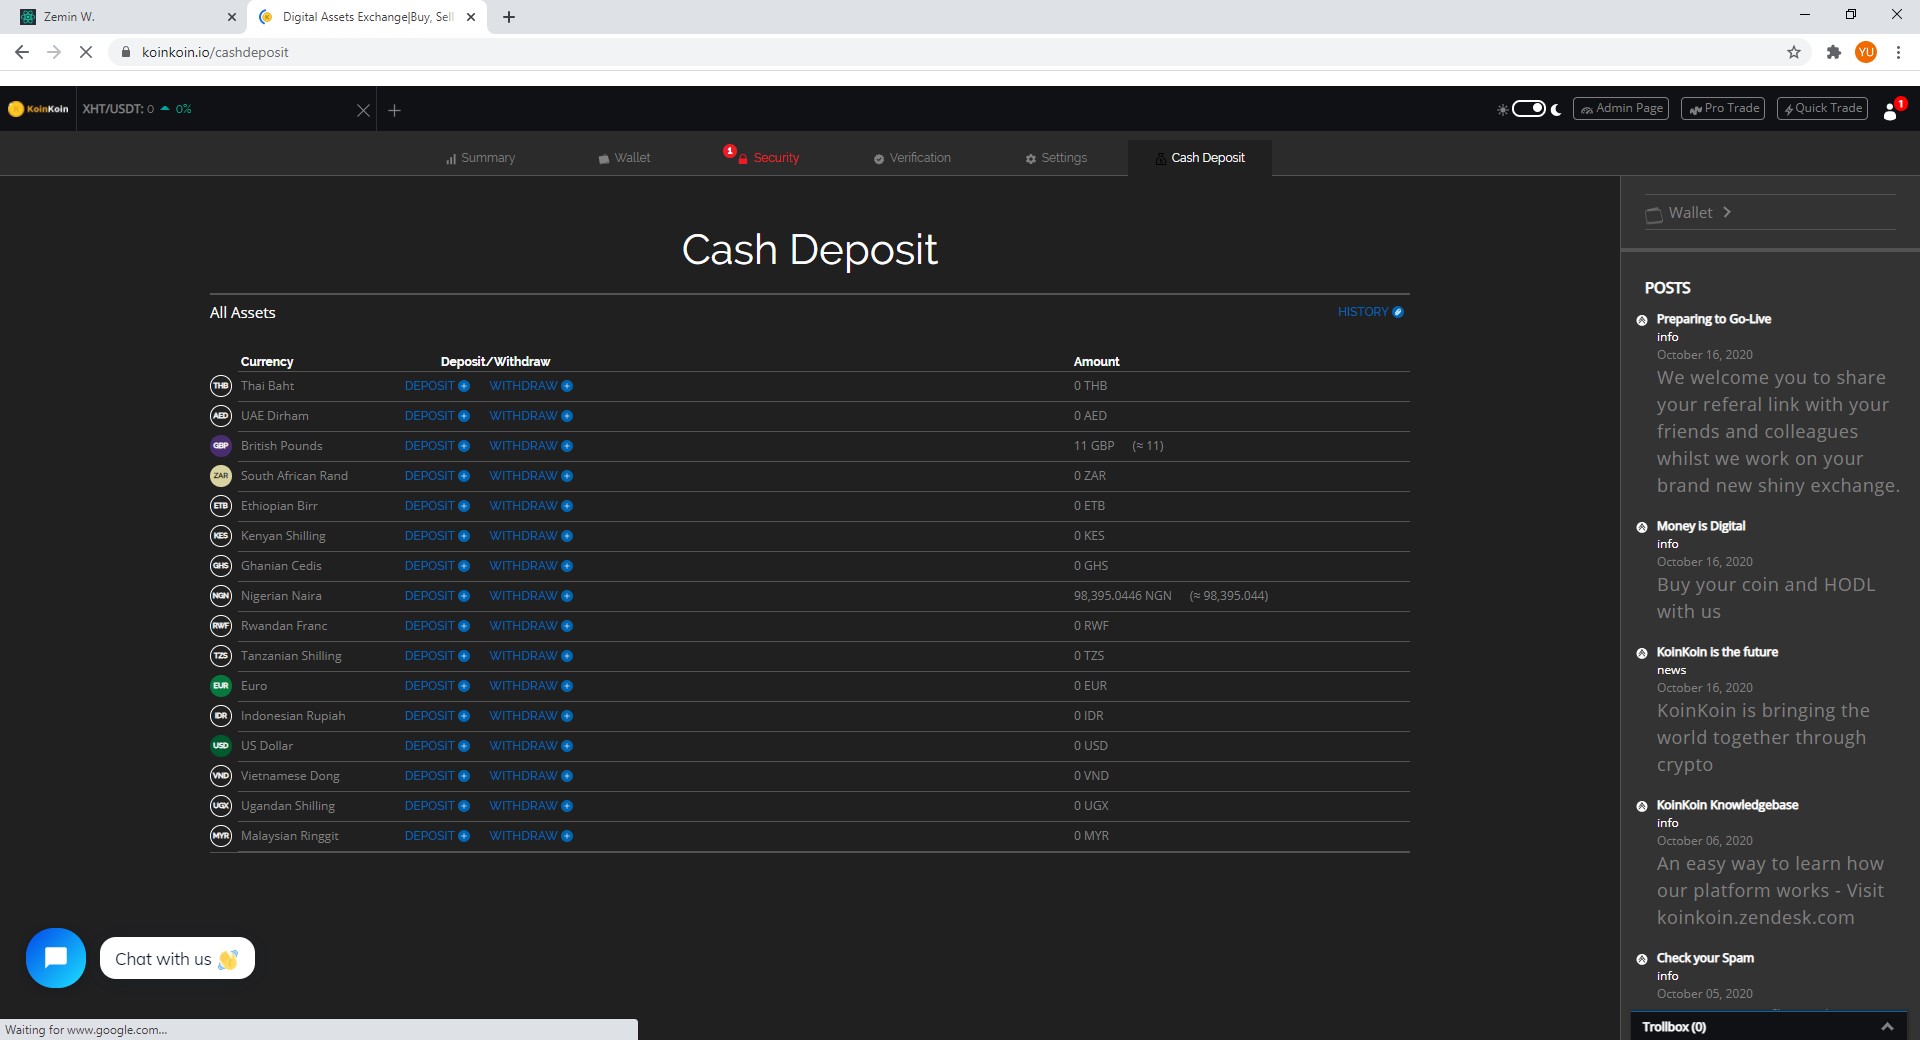 Zemin W.
Digital Assets Exchange|Buy, Sell
koinkoin.io/cashdeposit
YU
KoinKoin
XHT/USDT: 0 0%
Admin Page
Pro Trade
Quick Trade
1
Summary
Wallet
1
Security
Verification
Settings
Cash Deposit
Cash Deposit
All Assets
HISTORY
Currency Deposit/Withdraw Amount
THB Thai Baht DEPOSIT WITHDRAW 0 THB
AED UAE Dirham DEPOSIT WITHDRAW 0 AED
GBP British Pounds DEPOSIT WITHDRAW 11 GBP (≈ 11)
ZAR South African Rand DEPOSIT WITHDRAW 0 ZAR
ETB Ethiopian Birr DEPOSIT WITHDRAW 0 ETB
KES Kenyan Shilling DEPOSIT WITHDRAW 0 KES
GHS Ghanian Cedis DEPOSIT WITHDRAW 0 GHS
NGN Nigerian Naira DEPOSIT WITHDRAW 98,395.0446 NGN (≈ 98,395.044)
RWF Rwandan Franc DEPOSIT WITHDRAW 0 RWF
TZS Tanzanian Shilling DEPOSIT WITHDRAW 0 TZS
EUR Euro DEPOSIT WITHDRAW 0 EUR
IDR Indonesian Rupiah DEPOSIT WITHDRAW 0 IDR
USD US Dollar DEPOSIT WITHDRAW 0 USD
VND Vietnamese Dong DEPOSIT WITHDRAW 0 VND
UGX Ugandan Shilling DEPOSIT WITHDRAW 0 UGX
MYR Malaysian Ringgit DEPOSIT WITHDRAW 0 MYR
Wallet
POSTS
Preparing to Go-Live
info
October 16, 2020
We welcome you to share
your referal link with your
friends and colleagues
whilst we work on your
brand new shiny exchange.
Money is Digital
info
October 16, 2020
Buy your coin and HODL
with us
KoinKoin is the future
news
October 16, 2020
KoinKoin is bringing the
world together through
crypto
KoinKoin Knowledgebase
info
October 06, 2020
An easy way to learn how
our platform works - Visit
koinkoin.zendesk.com
Check your Spam
info
October 05, 2020
Trollbox (0)
Chat with us
Waiting for www.google.com...